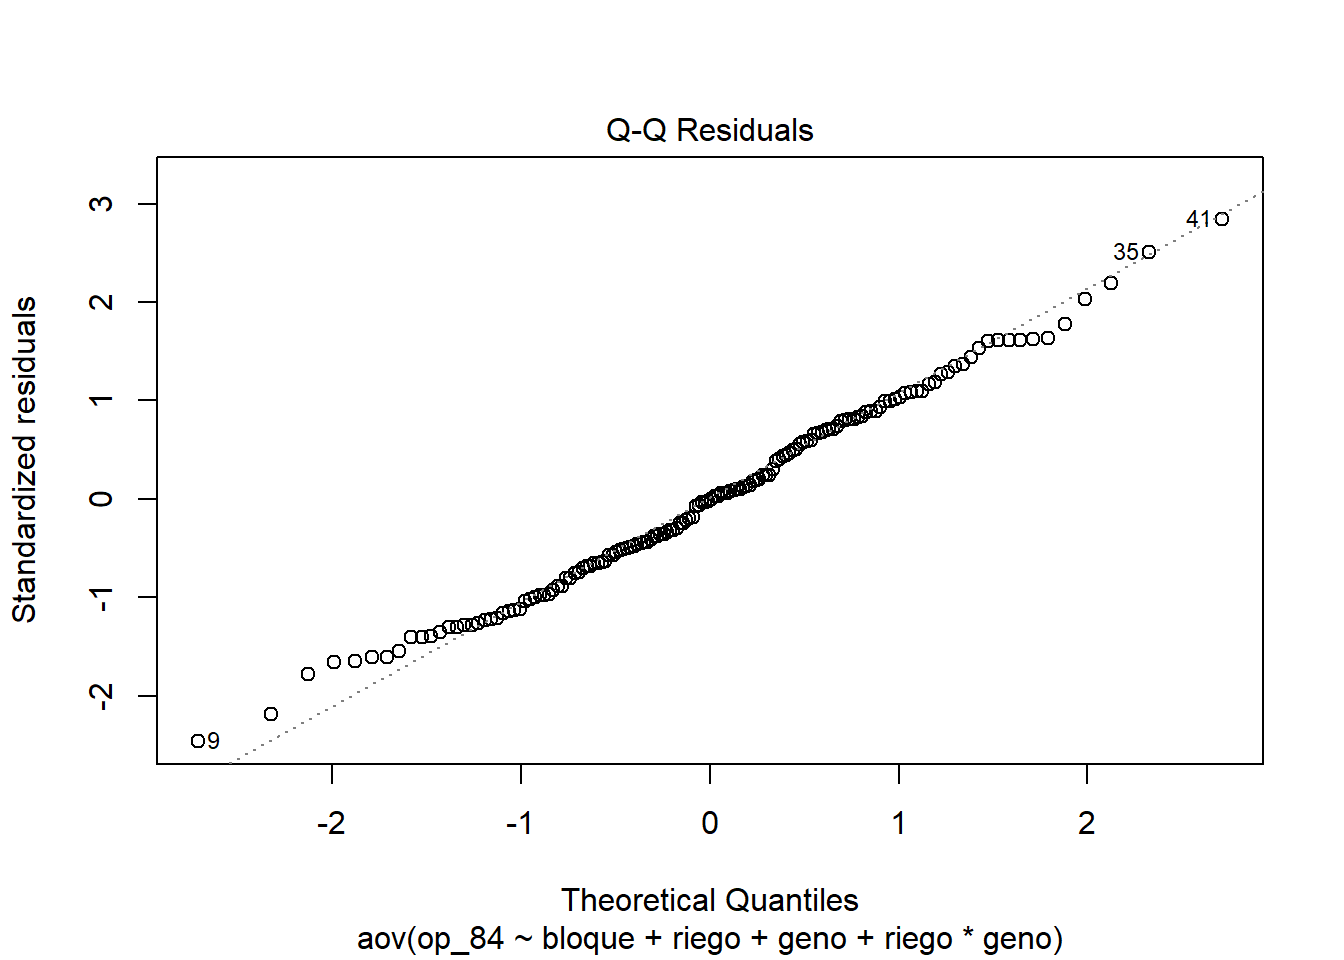 Q-Q Residuals
Standardized residuals
3
2
1
0
-1
-2
41
35
9
-2 -1 0 1 2
Theoretical Quantiles
aov(op_84 ~ bloque + riego + geno + riego * geno)